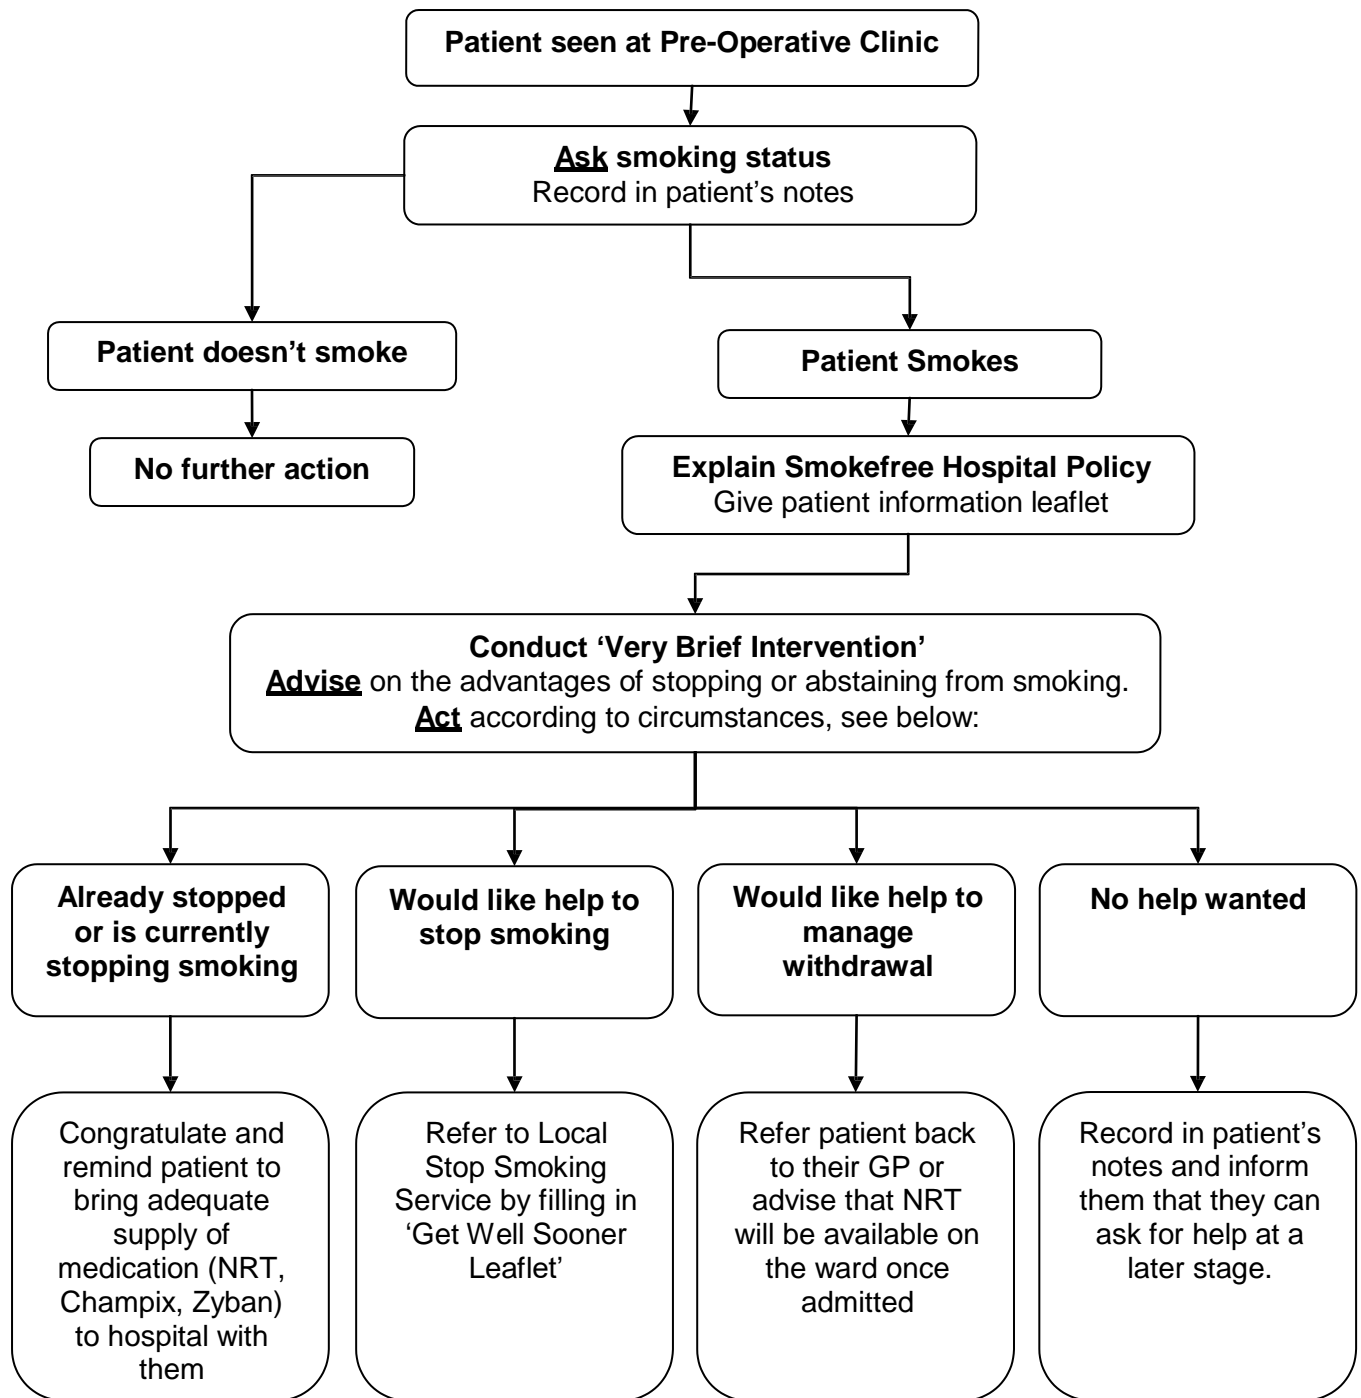 Patient seen at Pre-Operative Clinic
Ask smoking status
Record in patient’s notes
Patient doesn’t smoke
No further action
Patient Smokes
Explain Smokefree Hospital Policy
Give patient information leaflet
Conduct ‘Very Brief Intervention’
Advise on the advantages of stopping or abstaining from smoking.
Act according to circumstances, see below:
Already stopped
or is currently
stopping smoking
Would like help to
stop smoking
Would like help to
manage
withdrawal
No help wanted
Congratulate and
remind patient to
bring adequate
supply of
medication (NRT,
Champix, Zyban)
to hospital with
them
Refer to Local
Stop Smoking
Service by filling in
‘Get Well Sooner
Leaflet’
Refer patient back
to their GP or
advise that NRT
will be available on
the ward once
admitted
Record in patient’s
notes and inform
them that they can
ask for help at a
later stage.